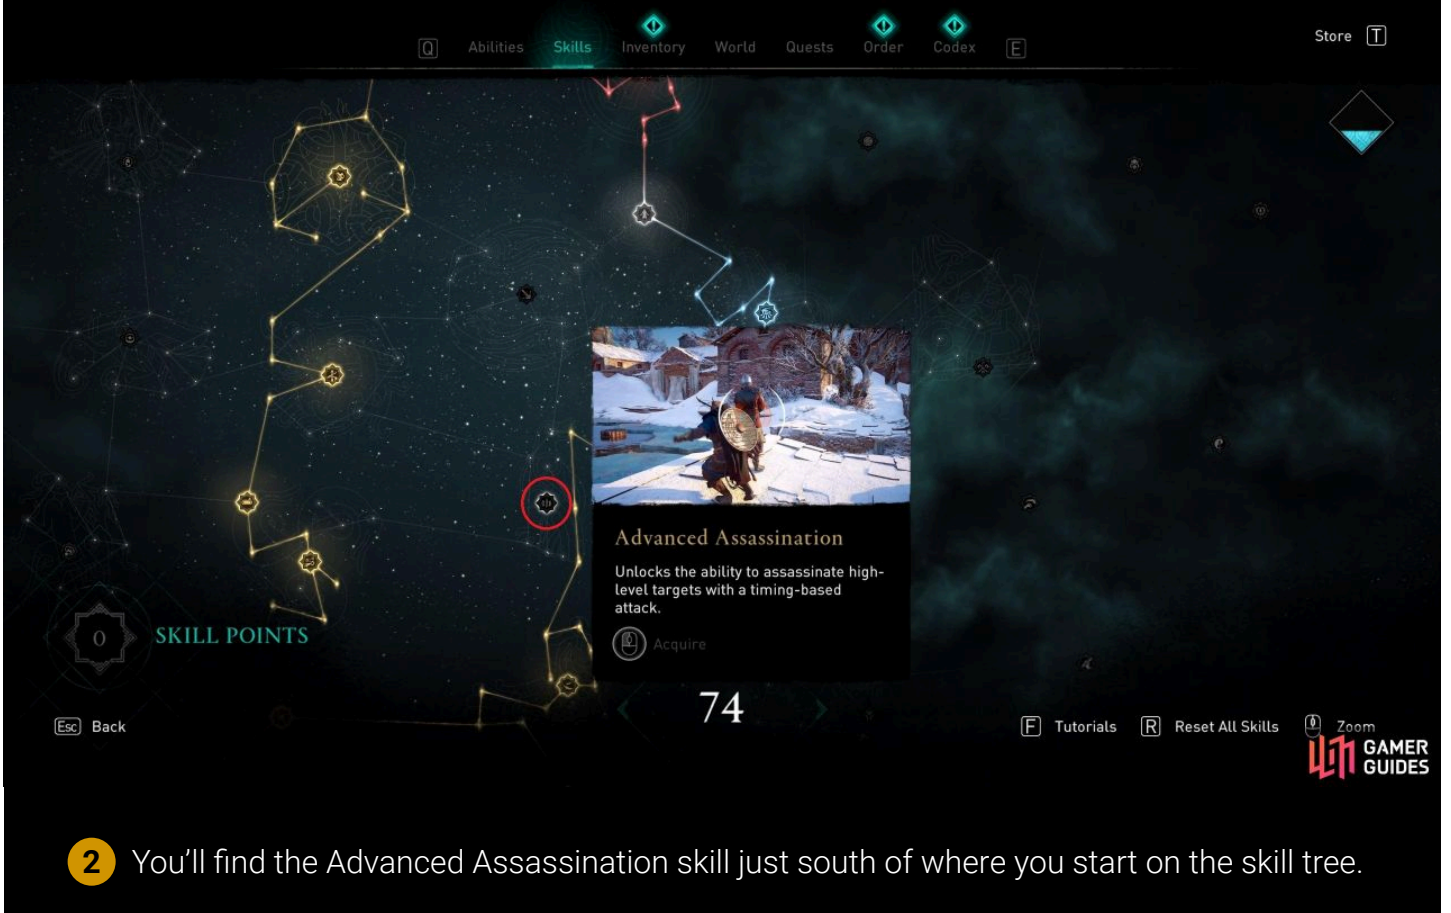 Q Abilities Skills Inventory World Quests Order Codex E
Store T
Advanced Assassination
Unlocks the ability to assassinate high-
level targets with a timing-based
attack.
Acquire
0 SKILL POINTS
74
Esc Back
F Tutorials R Reset All Skills Zoom
GAMER
GUIDES
2 You’ll find the Advanced Assassination skill just south of where you start on the skill tree.